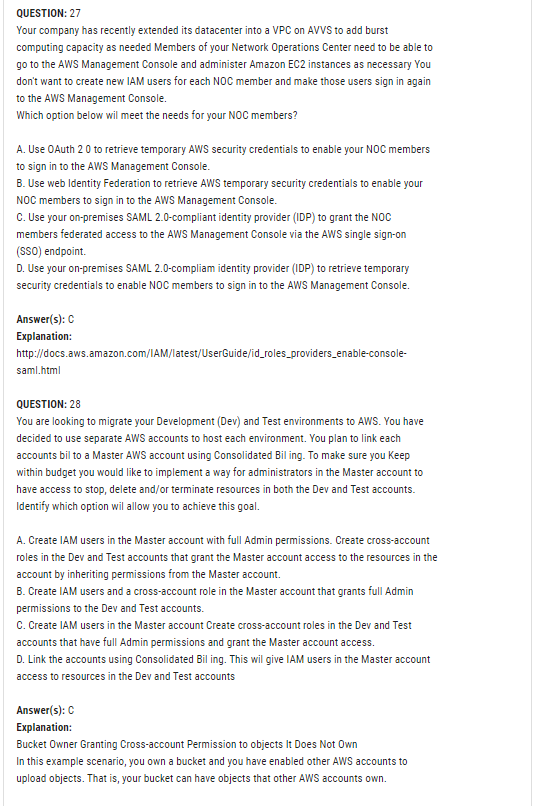 QUESTION: 27
Your company has recently extended its datacenter into a VPC on AVVS to add burst
computing capacity as needed Members of your Network Operations Center need to be able to
go to the AWS Management Console and administer Amazon EC2 instances as necessary You
don't want to create new IAM users for each NOC member and make those users sign in again
to the AWS Management Console.
Which option below wil meet the needs for your NOC members?
A. Use OAuth 2 0 to retrieve temporary AWS security credentials to enable your NOC members
to sign in to the AWS Management Console.
B. Use web Identity Federation to retrieve AWS temporary security credentials to enable your
NOC members to sign in to the AWS Management Console.
C. Use your on-premises SAML 2.0-compliant identity provider (IDP) to grant the NOC
members federated access to the AWS Management Console via the AWS single sign-on
(SSO) endpoint.
D. Use your on-premises SAML 2.0-compliam identity provider (IDP) to retrieve temporary
security credentials to enable NOC members to sign in to the AWS Management Console.
Answer(s): C
Explanation:
http://docs.aws.amazon.com/IAM/latest/UserGuide/id_roles_providers_enable-console-
saml.html
QUESTION: 28
You are looking to migrate your Development (Dev) and Test environments to AWS. You have
decided to use separate AWS accounts to host each environment. You plan to link each
accounts bil to a Master AWS account using Consolidated Bil ing. To make sure you Keep
within budget you would like to implement a way for administrators in the Master account to
have access to stop, delete and/or terminate resources in both the Dev and Test accounts.
Identify which option wil allow you to achieve this goal.
A. Create IAM users in the Master account with full Admin permissions. Create cross-account
roles in the Dev and Test accounts that grant the Master account access to the resources in the
account by inheriting permissions from the Master account.
B. Create IAM users and a cross-account role in the Master account that grants full Admin
permissions to the Dev and Test accounts.
C. Create IAM users in the Master account Create cross-account roles in the Dev and Test
accounts that have full Admin permissions and grant the Master account access.
D. Link the accounts using Consolidated Bil ing. This wil give IAM users in the Master account
access to resources in the Dev and Test accounts
Answer(s): C
Explanation:
Bucket Owner Granting Cross-account Permission to objects It Does Not Own
In this example scenario, you own a bucket and you have enabled other AWS accounts to
upload objects. That is, your bucket can have objects that other AWS accounts own.